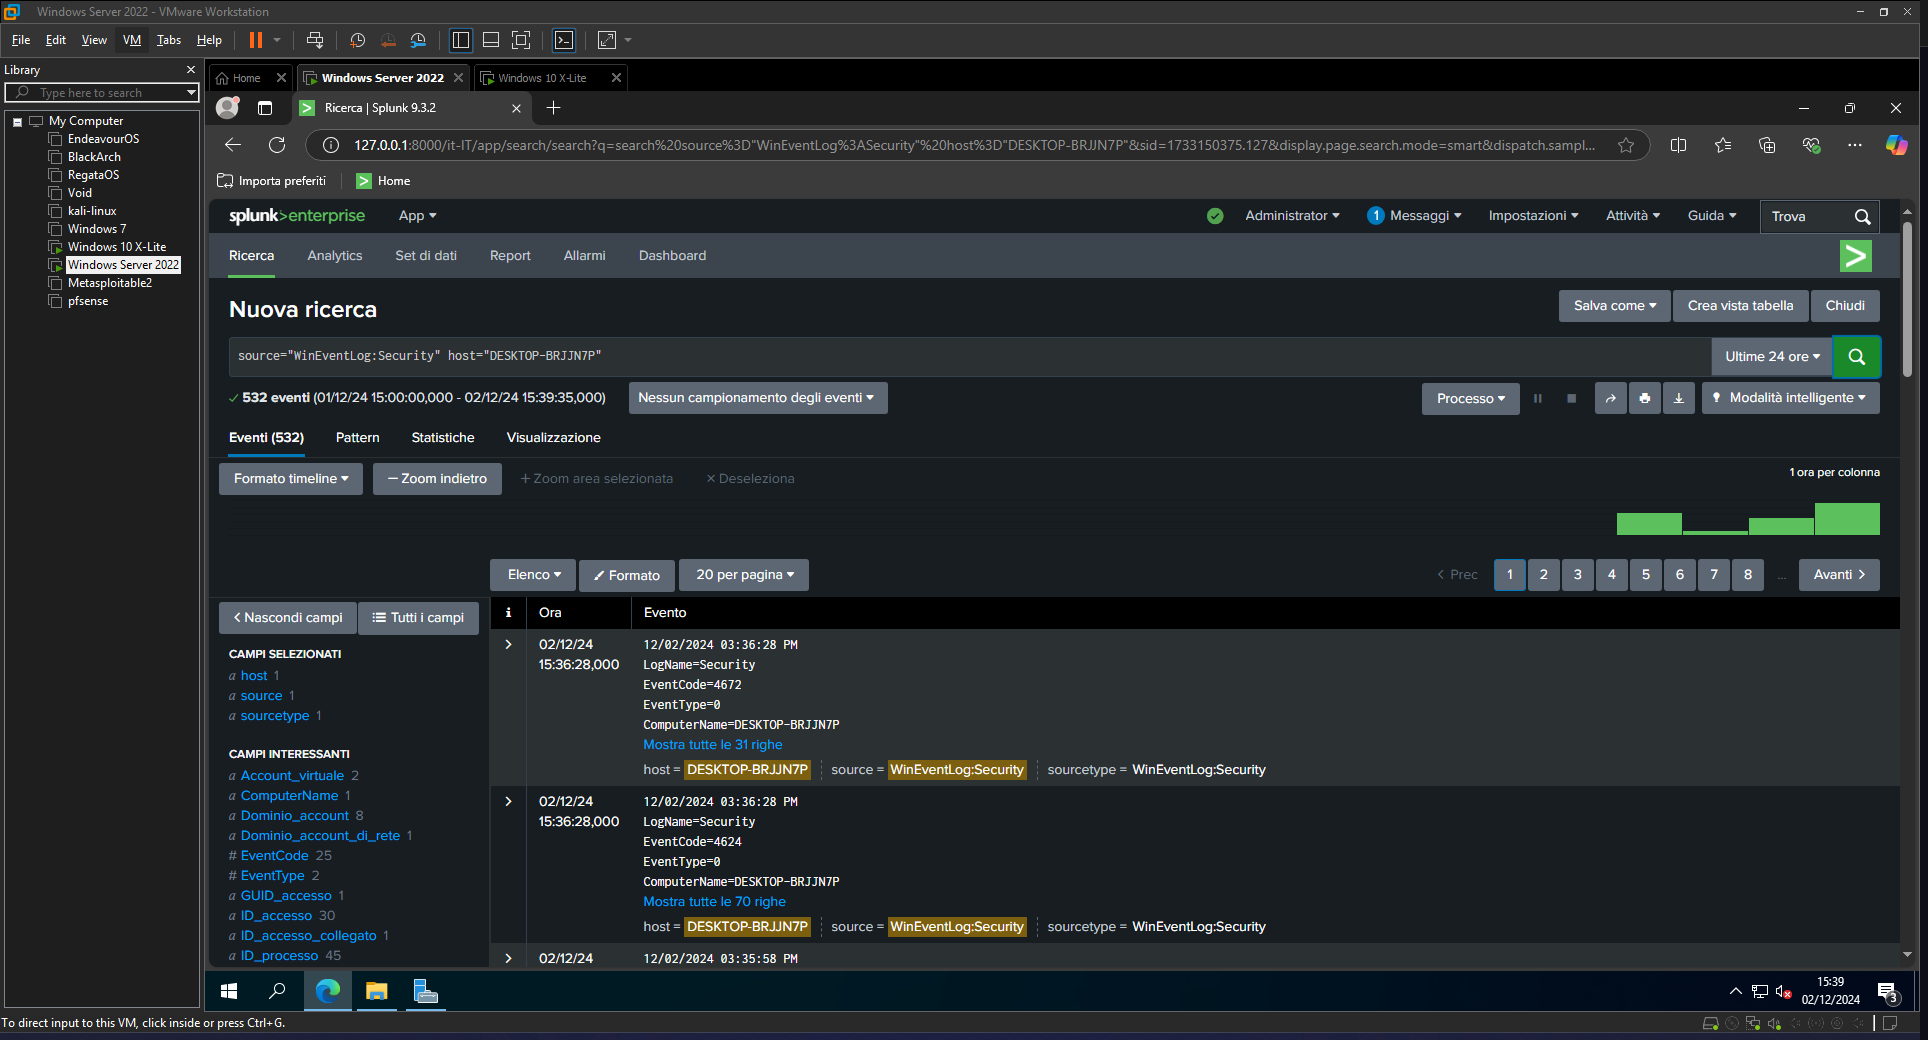 Windows Server 2022 - VMware Workstation
File Edit View VM Tabs Help
Library
Type here to search
My Computer
EndeavourOS
BlackArch
RegataOS
Void
kali-linux
Windows 7
Windows 10 X-Lite
Windows Server 2022
Metasploitable2
pfsense
Home
Windows Server 2022
Windows 10 X-Lite
Ricerca | Splunk 9.3.2
127.0.0.1:8000/it-IT/app/search/search?q=search%20source%3D"WinEventLog%3ASecurity"%20host%3D"DESKTOP-BRJJN7P"&sid=1733150375.127&display.page.search.mode=smart&dispatch.sampl...
Importa preferiti
Home
splunk>enterprise App
Administrator 1 Messaggi Impostazioni Attività Guida Trova
Ricerca Analytics Set di dati Report Allarmi Dashboard
Nuova ricerca
Salva come Crea vista tabella Chiudi
source="WinEventLog:Security" host="DESKTOP-BRJJN7P"
Ultime 24 ore
532 eventi (01/12/24 15:00:00,000 - 02/12/24 15:39:35,000)
Nessun campionamento degli eventi
Processo
Modalità intelligente
Eventi (532) Pattern Statistiche Visualizzazione
Formato timeline — Zoom indietro + Zoom area selezionata × Deseleziona
1 ora per colonna
Elenco Formato 20 per pagina
< Prec 1 2 3 4 5 6 7 8 ... Avanti >
< Nascondi campi Tutti i campi
i Ora Evento
CAMPI SELEZIONATI
a host 1
a source 1
a sourcetype 1
CAMPI INTERESSANTI
a Account_virtuale 2
a ComputerName 1
a Dominio_account 8
a Dominio_account_di_rete 1
# EventCode 25
# EventType 2
a GUID_accesso 1
a ID_accesso 30
a ID_accesso_collegato 1
a ID_processo 45
02/12/24
15:36:28,000
12/02/2024 03:36:28 PM
LogName=Security
EventCode=4672
EventType=0
ComputerName=DESKTOP-BRJJN7P
Mostra tutte le 31 righe
host = DESKTOP-BRJJN7P source = WinEventLog:Security sourcetype = WinEventLog:Security
02/12/24
15:36:28,000
12/02/2024 03:36:28 PM
LogName=Security
EventCode=4624
EventType=0
ComputerName=DESKTOP-BRJJN7P
Mostra tutte le 70 righe
host = DESKTOP-BRJJN7P source = WinEventLog:Security sourcetype = WinEventLog:Security
02/12/24
12/02/2024 03:35:58 PM
15:39
02/12/2024
3
To direct input to this VM, click inside or press Ctrl+G.